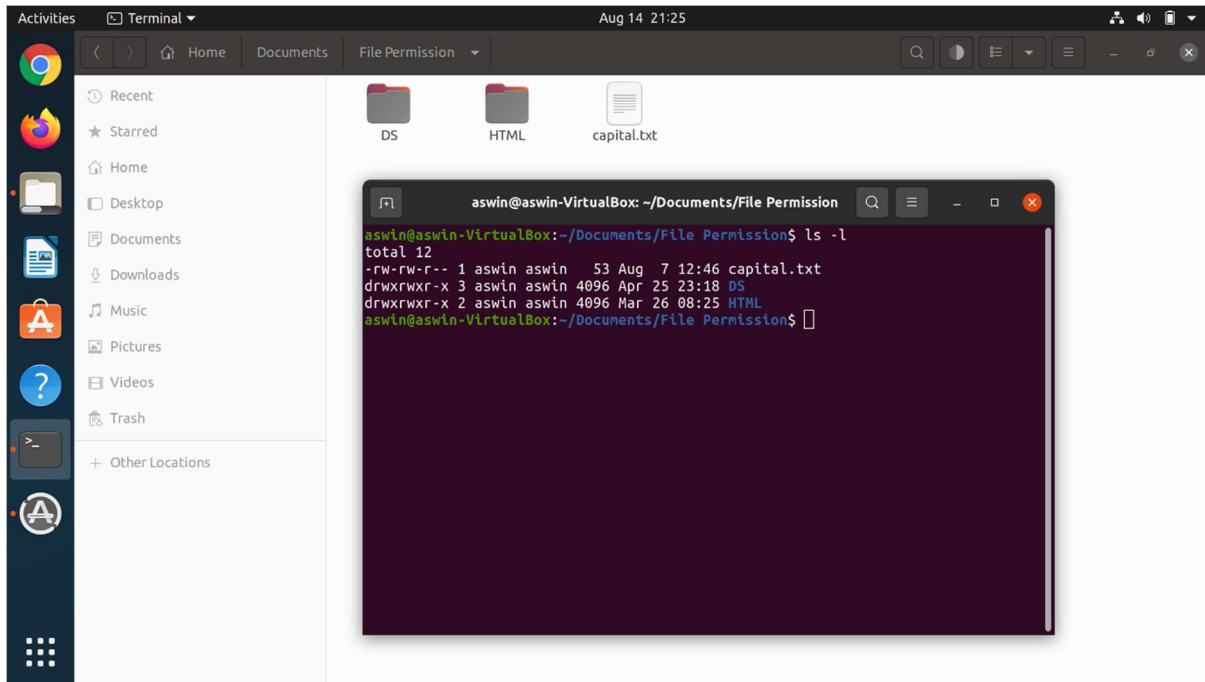 Activities Terminal Aug 14 21:25
Home Documents File Permission
Recent
Starred
Home
Desktop
Documents
Downloads
Music
Pictures
Videos
Trash
+ Other Locations
DS HTML capital.txt
aswin@aswin-VirtualBox: ~/Documents/File Permission
aswin@aswin-VirtualBox:~/Documents/File Permission$ ls -l
total 12
-rw-rw-r-- 1 aswin aswin   53 Aug  7 12:46 capital.txt
drwxrwxr-x 3 aswin aswin 4096 Apr 25 23:18 DS
drwxrwxr-x 2 aswin aswin 4096 Mar 26 08:25 HTML
aswin@aswin-VirtualBox:~/Documents/File Permission$